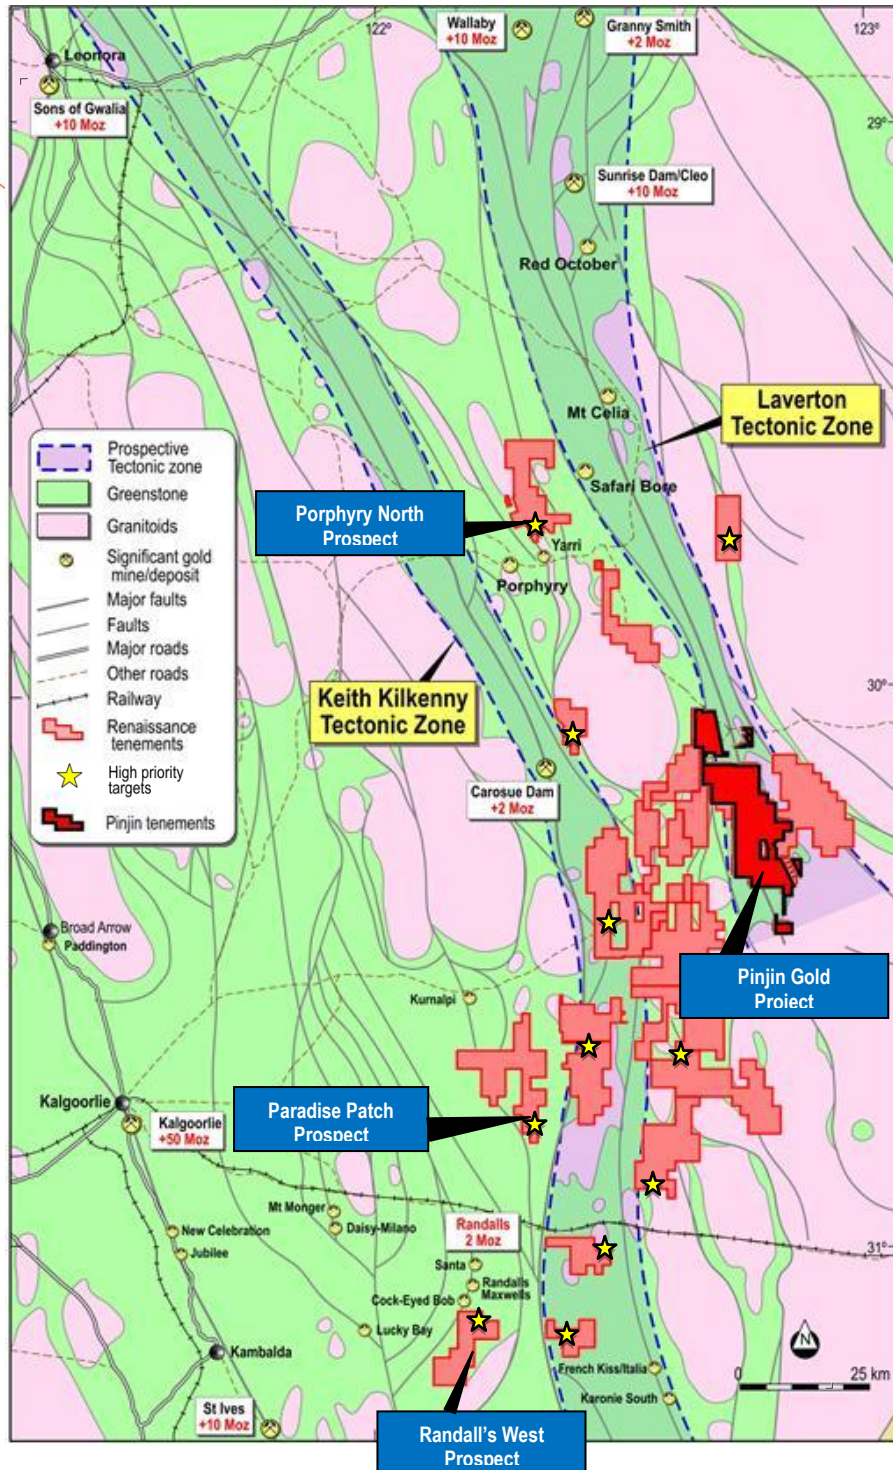 122º
123º
Wallaby
+10 Moz
Granny Smith
+2 Moz
Leonora
Sons of Gwalia
+10 Moz
29º
Sunrise Dam/Cleo
+10 Moz
Red October
Mt Celia
Laverton
Tectonic Zone
Safari Bore
Prospective
Tectonic zone
Greenstone
Granitoids
Significant gold
mine/deposit
Major faults
Faults
Major roads
Other roads
Railway
Renaissance
tenements
High priority
targets
Pinjin tenements
Porphyry North
Prospect
Yarri
Porphyry
Keith Kilkenny
Tectonic Zone
30º
Carosue Dam
+2 Moz
Broad Arrow
Paddington
Kurnalpi
Pinjin Gold
Project
Kalgoorlie
Kalgoorlie
+50 Moz
Paradise Patch
Prospect
Mt Monger
Daisy-Milano
New Celebration
Jubilee
Randalls
2 Moz
Santa
Randalls
Maxwells
Cock-Eyed Bob
Lucky Bay
31º
Kambalda
N
French Kiss/Italia
0
25 km
Karonie South
St Ives
+10 Moz
Randall's West
Prospect